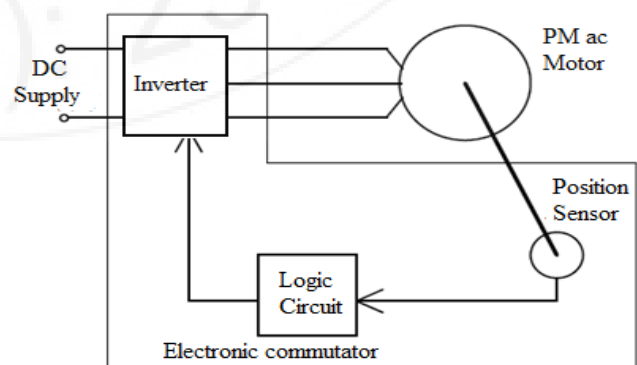 DC
Supply
Inverter
PM ac
Motor
Position
Sensor
Logic
Circuit
Electronic commutator